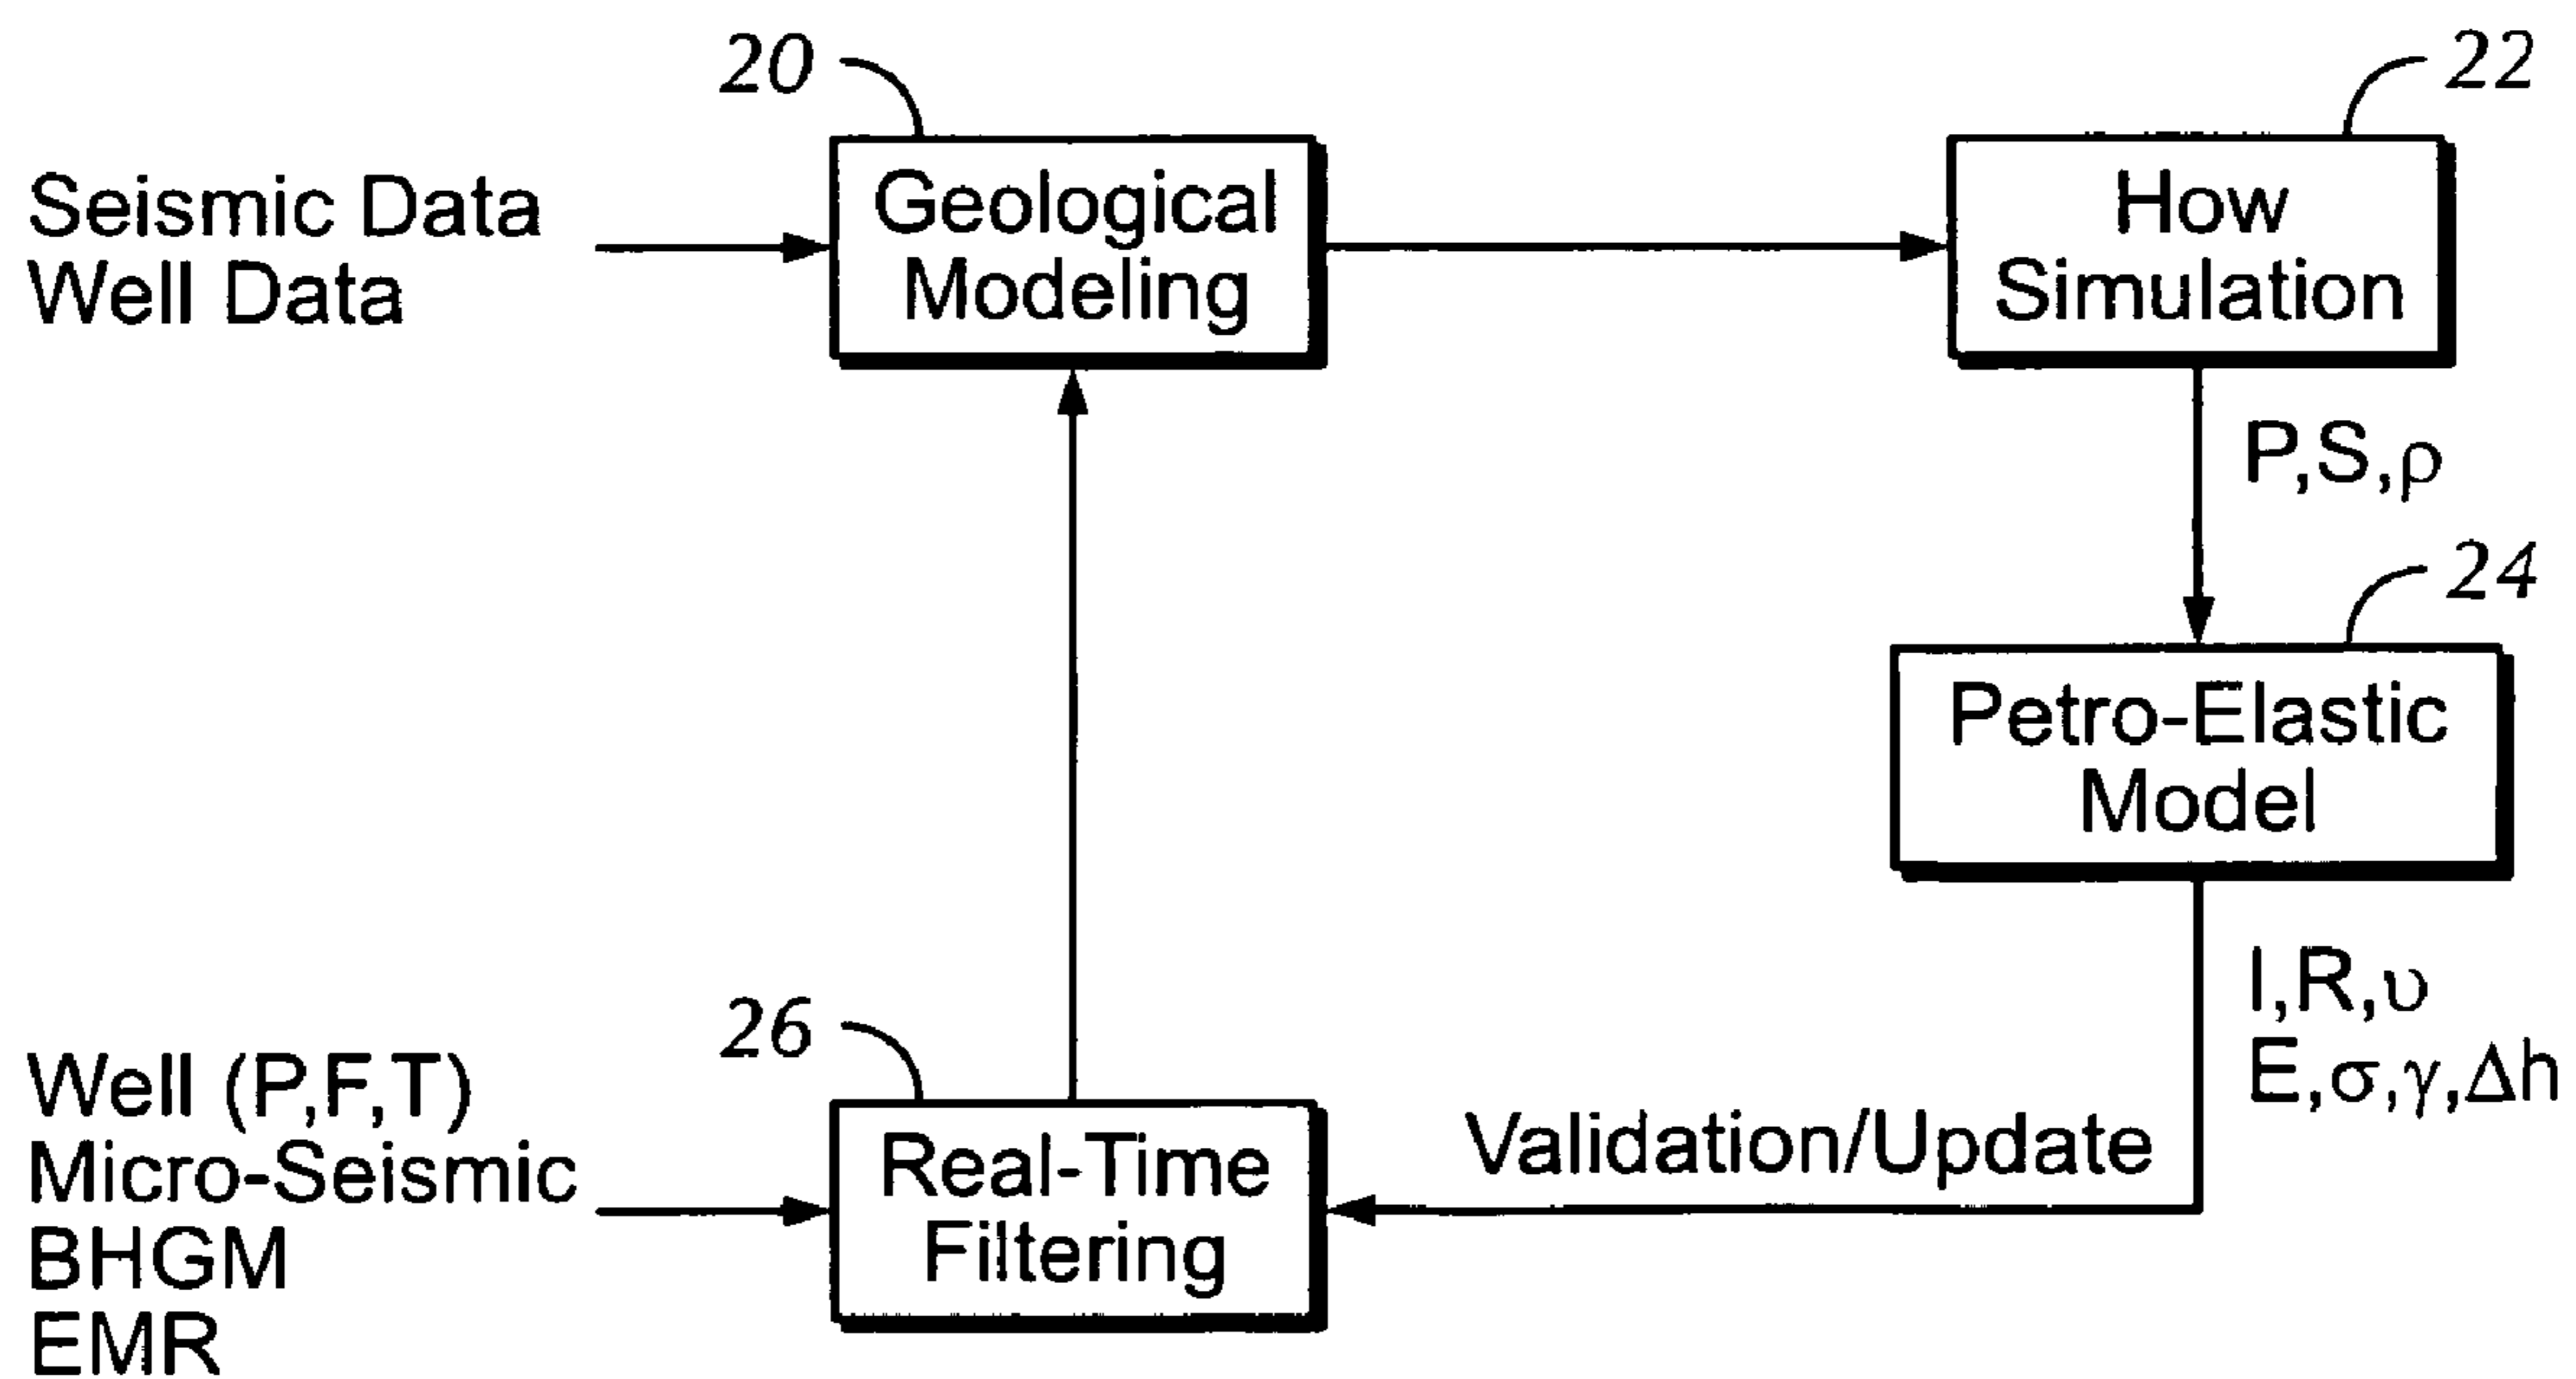 20
22
Seismic Data
Well Data
Geological
Modeling
How
Simulation
P,S,ρ
24
Petro-Elastic
Model
I,R,υ
E,σ,γ,Δh
26
Well (P,F,T)
Micro-Seismic
BHGM
EMR
Real-Time
Filtering
Validation/Update